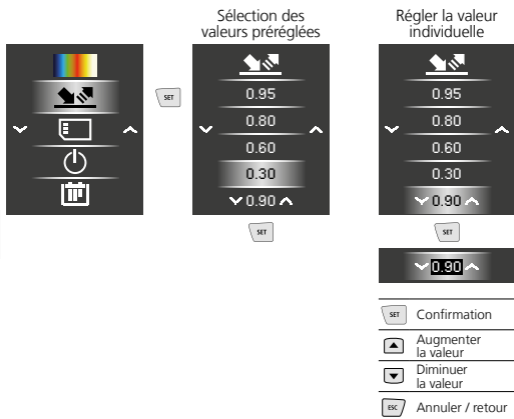 Sélection des
valeurs préréglées
Régler la valeur
individuelle
SET
0.95
0.80
0.60
0.30
0.90
SET
0.95
0.80
0.60
0.30
0.90
SET
0.90
SET Confirmation
Augmenter
la valeur
Diminuer
la valeur
ESC Annuler / retour